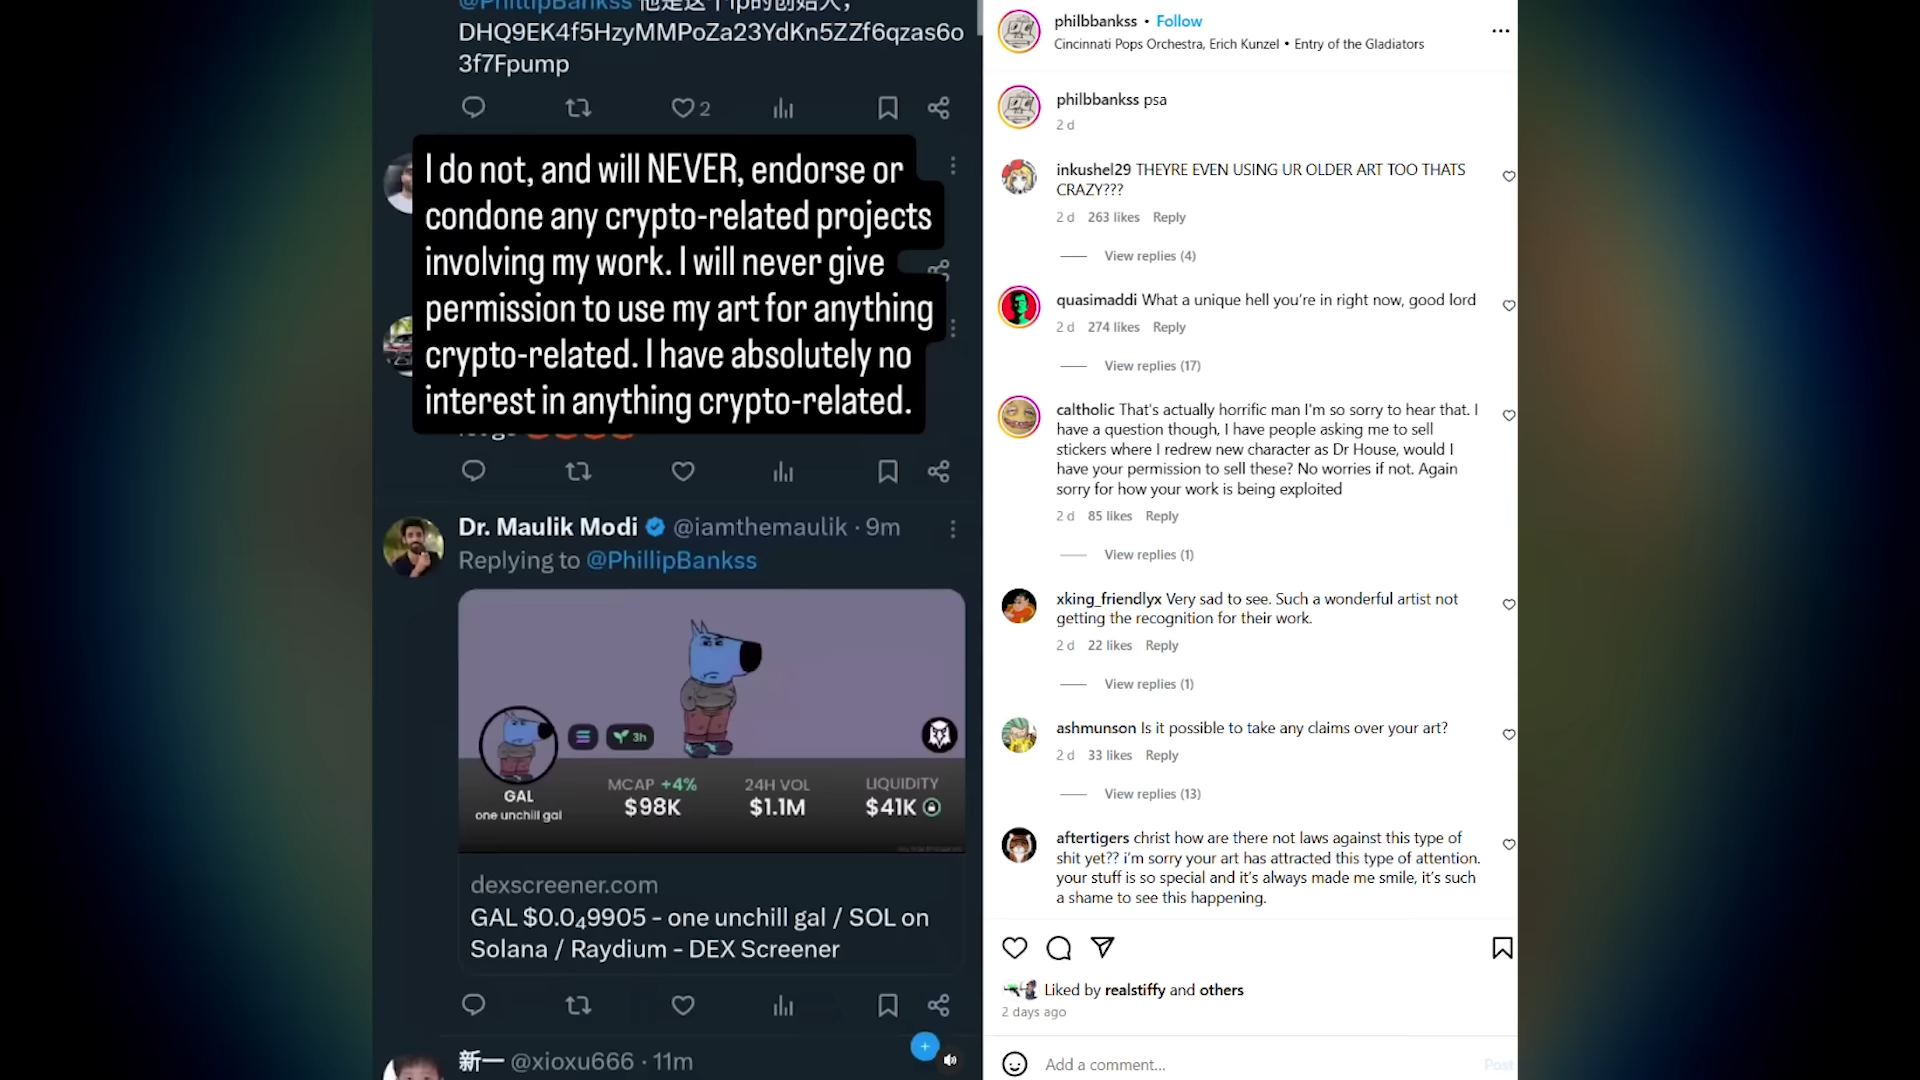 @PhillipBankss 他是这个ip的创始人，
DHQ9EK4f5HzyMMPoZa23YdKn5ZZf6qzas6o
3f7Fpump
2
I do not, and will NEVER, endorse or
condone any crypto-related projects
involving my work. I will never give
permission to use my art for anything
crypto-related. I have absolutely no
interest in anything crypto-related.
Dr. Maulik Modi @iamthemaulik · 9m
Replying to @PhillipBankss
3h
GAL
one unchill gal
MCAP +4%
$98K
24H VOL
$1.1M
LIQUIDITY
$41K
dexscreener.com
GAL $0.0₄9905 - one unchill gal / SOL on
Solana / Raydium - DEX Screener
新一 @xioxu666 · 11m
philbbankss • Follow
Cincinnati Pops Orchestra, Erich Kunzel • Entry of the Gladiators
philbbankss psa
2 d
inkushel29 THEYRE EVEN USING UR OLDER ART TOO THATS
CRAZY???
2 d 263 likes Reply
View replies (4)
quasimaddi What a unique hell you're in right now, good lord
2 d 274 likes Reply
View replies (17)
caltholic That's actually horrific man I'm so sorry to hear that. I
have a question though, I have people asking me to sell
stickers where I redrew new character as Dr House, would I
have your permission to sell these? No worries if not. Again
sorry for how your work is being exploited
2 d 85 likes Reply
View replies (1)
xking_friendlyx Very sad to see. Such a wonderful artist not
getting the recognition for their work.
2 d 22 likes Reply
View replies (1)
ashmunson Is it possible to take any claims over your art?
2 d 33 likes Reply
View replies (13)
aftertigers christ how are there not laws against this type of
shit yet?? i'm sorry your art has attracted this type of attention.
your stuff is so special and it's always made me smile, it's such
a shame to see this happening.
Liked by realstiffy and others
2 days ago
Add a comment...
Post